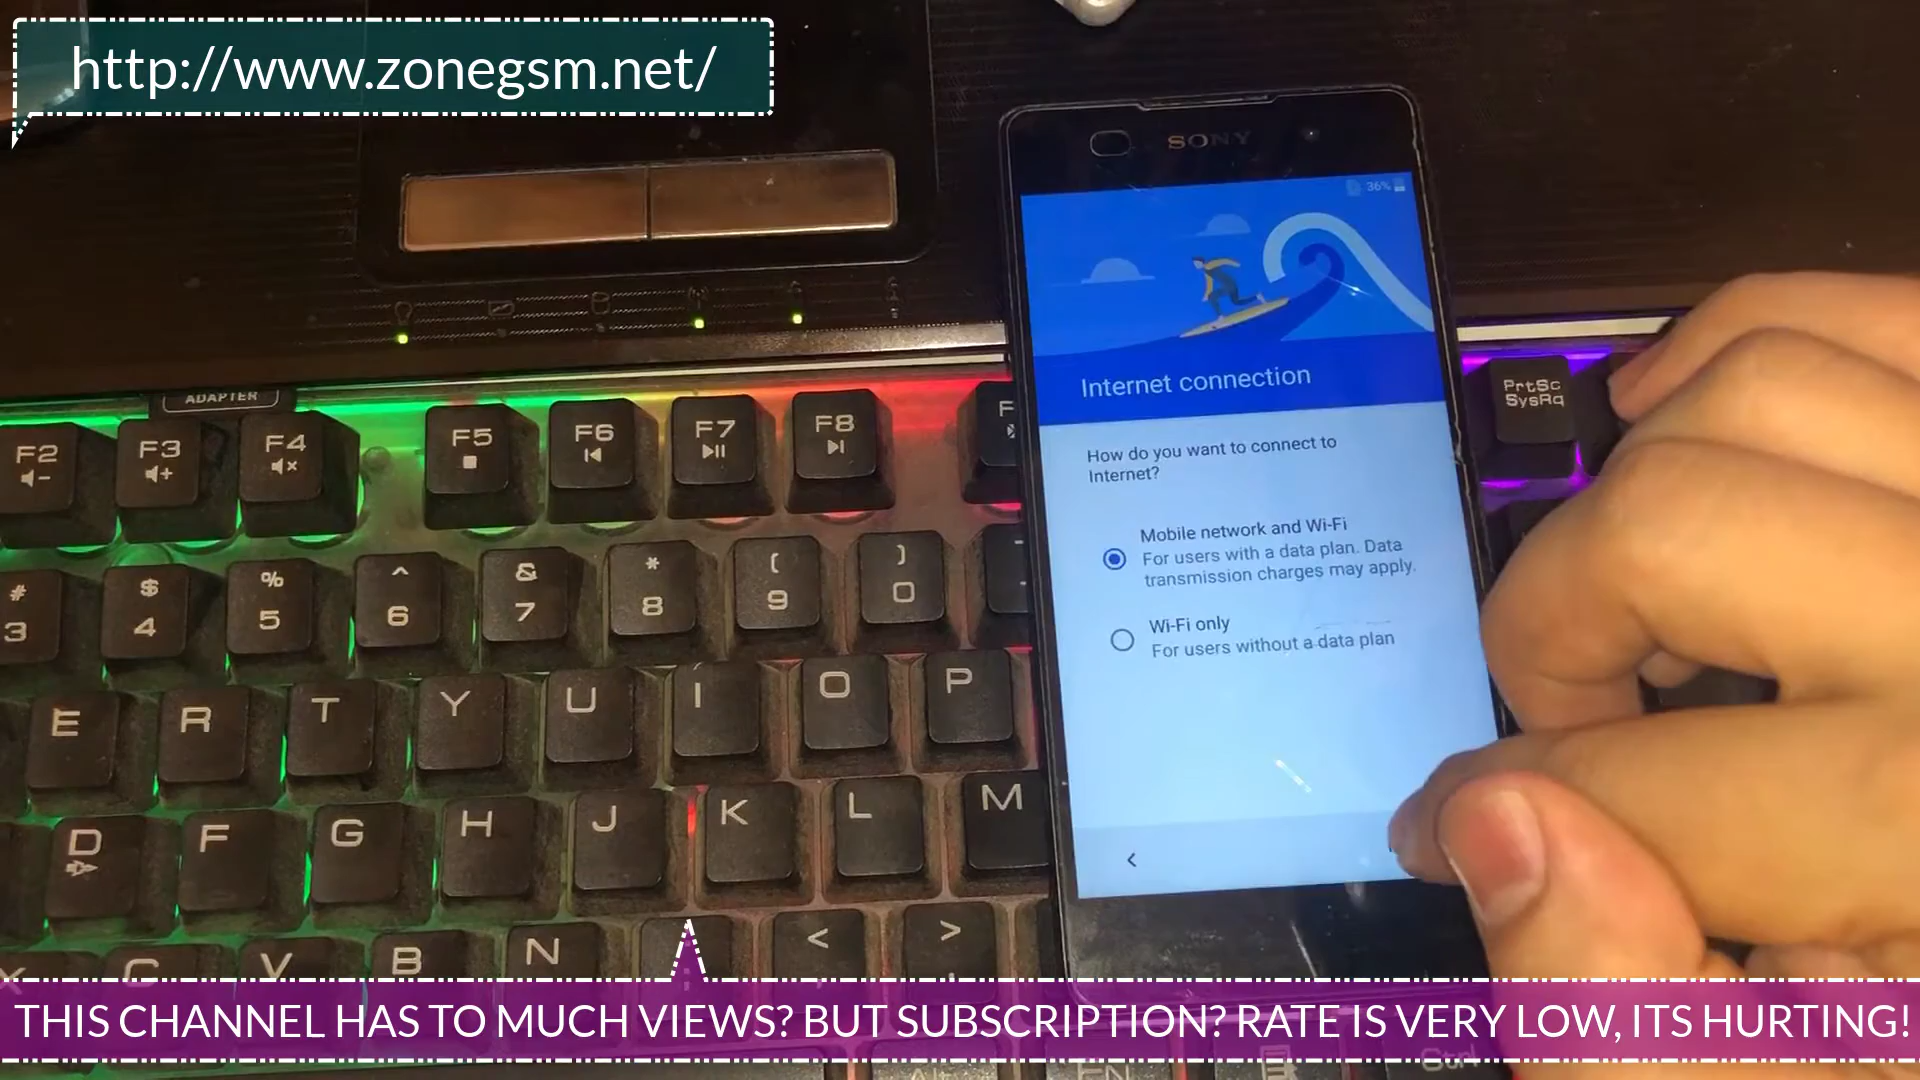 http://www.zonegsm.net/
SONY
36%
Internet connection
How do you want to connect to
Internet?
Mobile network and Wi-Fi
For users with a data plan. Data
transmission charges may apply.
Wi-Fi only
For users without a data plan
ADAPTER
F2
F3
F4
F5
F6
F7
F8
PrtSc
SysRq
# $ % ^ & * ( )
3 4 5 6 7 8 9 0
E R T Y U I O P
D F G H J K L M
X C V B N < >
THIS CHANNEL HAS TO MUCH VIEWS? BUT SUBSCRIPTION? RATE IS VERY LOW, ITS HURTING!
FN
Ctrl